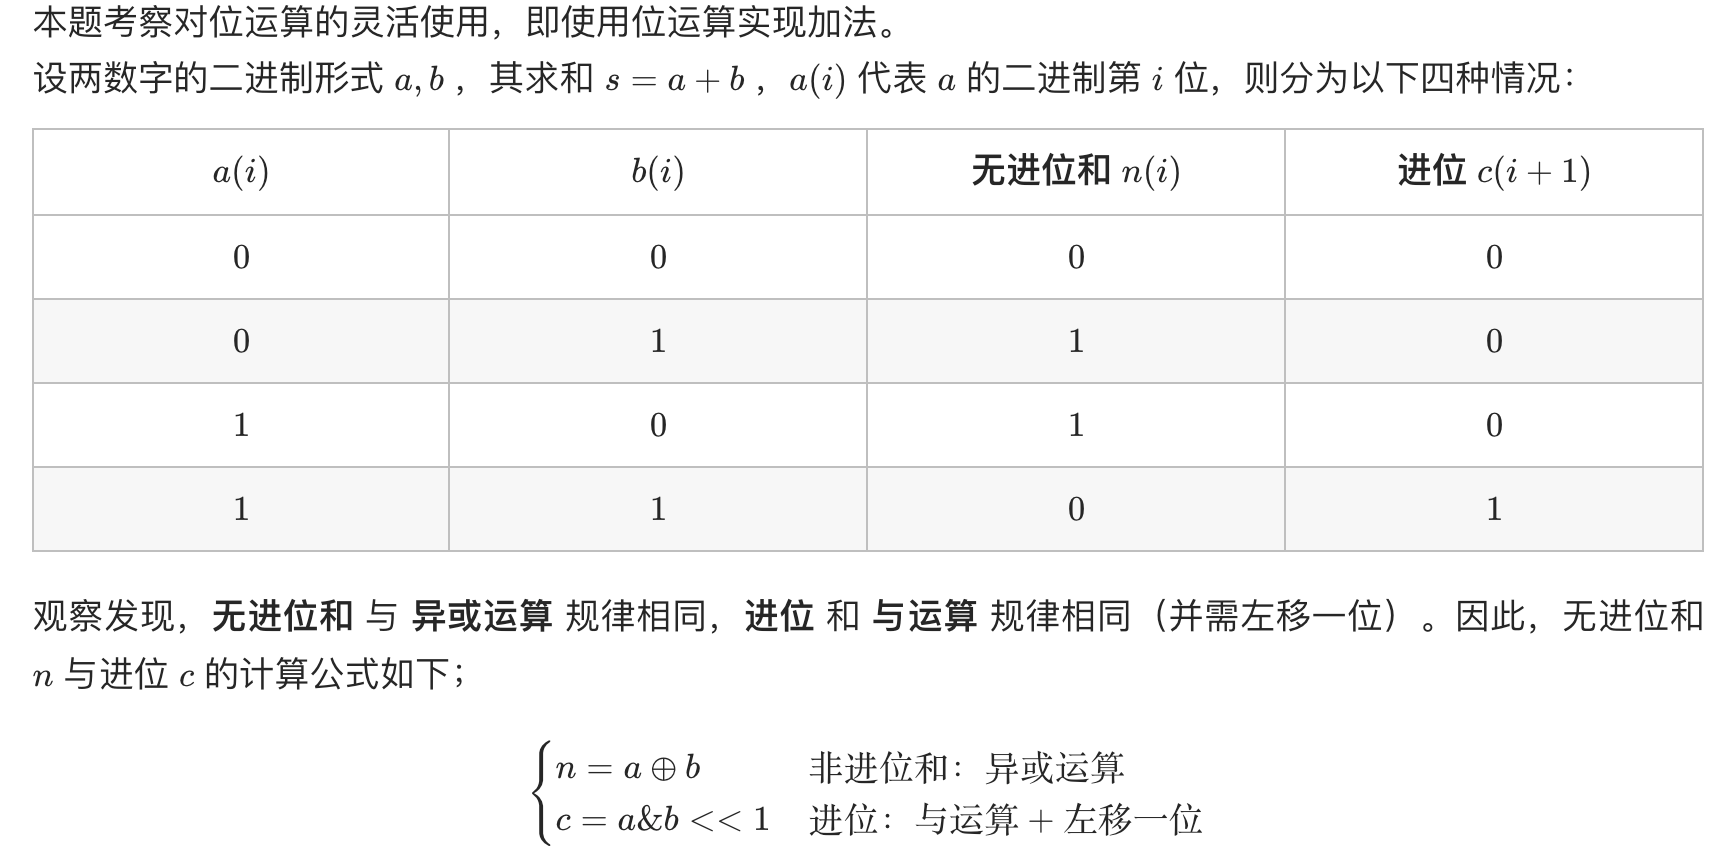 本题考察对位运算的灵活使用，即使用位运算实现加法。
设两数字的二进制形式 a, b ，其求和 s = a + b ，a(i) 代表 a 的二进制第 i 位，则分为以下四种情况：
a(i) b(i) 无进位和 n(i) 进位 c(i + 1)
0 0 0 0
0 1 1 0
1 0 1 0
1 1 0 1
观察发现，无进位和 与 异或运算 规律相同，进位 和 与运算 规律相同（并需左移一位）。因此，无进位和
n 与进位 c 的计算公式如下；
n = a ⊕ b 非进位和：异或运算
c = a&b << 1 进位：与运算 + 左移一位